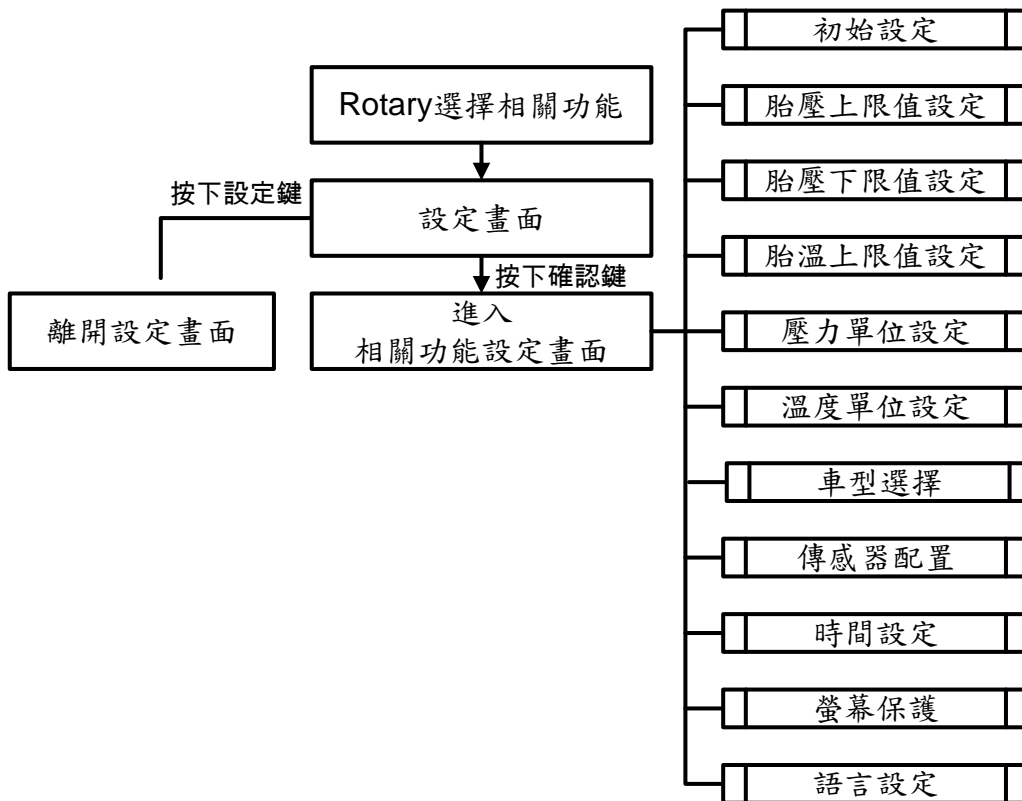 Rotary選擇相關功能
按下設定鍵
設定畫面
按下確認鍵
離開設定畫面
進入
相關功能設定畫面
初始設定
胎壓上限值設定
胎壓下限值設定
胎溫上限值設定
壓力單位設定
溫度單位設定
車型選擇
傳感器配置
時間設定
螢幕保護
語言設定